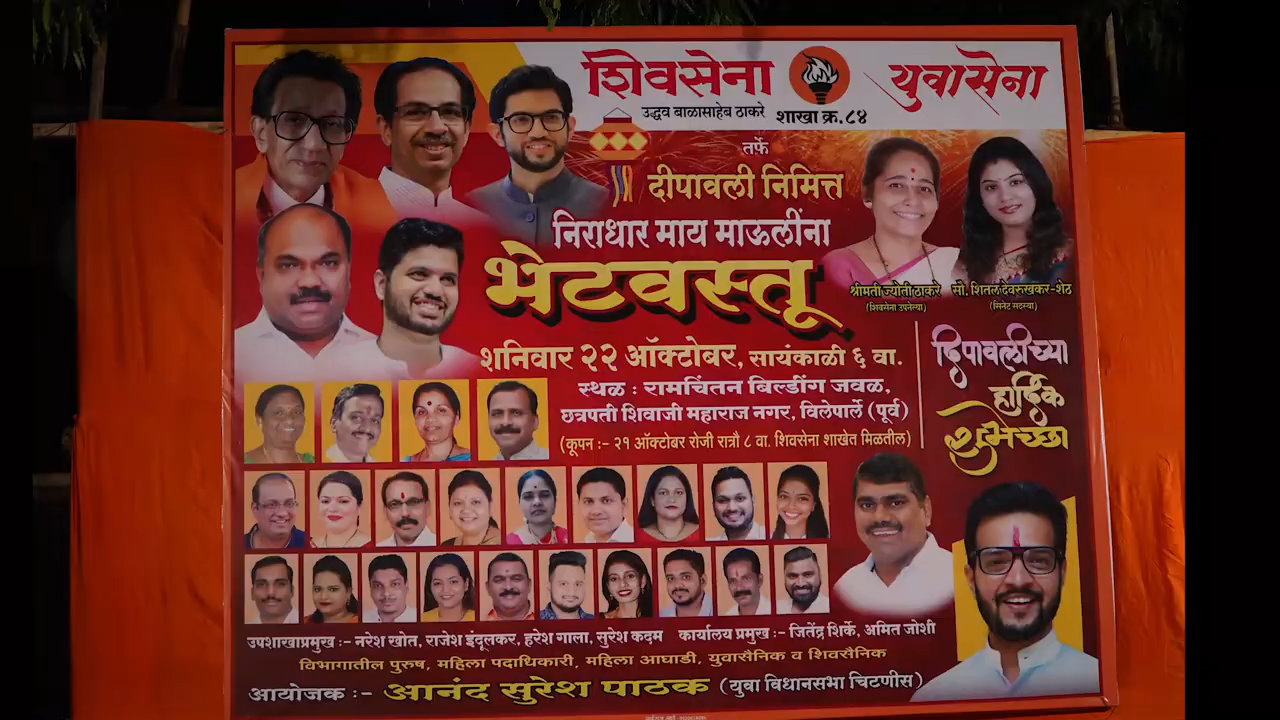 शिवसेना
उद्धव बाळासाहेब ठाकरे
शाखा क्र. ८४
युवासेना
तर्फे
दीपावली निमित्त
निराधार माय माऊलींना
भेटवस्तू
श्रीमती ज्योती ठाकरे
(शिवसेना उपनेत्या)
सौ. शितल देवरुखकर-शेठ
(सिनेट सदस्या)
शनिवार २२ ऑक्टोबर, सायंकाळी ६ वा.
स्थळ : रामचिंतन बिल्डींग जवळ,
छत्रपती शिवाजी महाराज नगर, विलेपार्ले (पूर्व)
(कूपन :- २१ ऑक्टोबर रोजी रात्रौ ८ वा. शिवसेना शाखेत मिळतील)
दिपावलीच्या
हार्दिक
शुभेच्छा
उपशाखाप्रमुख :- नरेश खोत, राजेश इंदूलकर, हरेश गाला, सुरेश कदम कार्यालय प्रमुख :- जितेंद्र शिर्के, अमित जोशी
विभागातील पुरुष, महिला पदाधिकारी, महिला आघाडी, युवासैनिक व शिवसैनिक
आयोजक :- आनंद सुरेश पाठक (युवा विधानसभा चिटणीस)